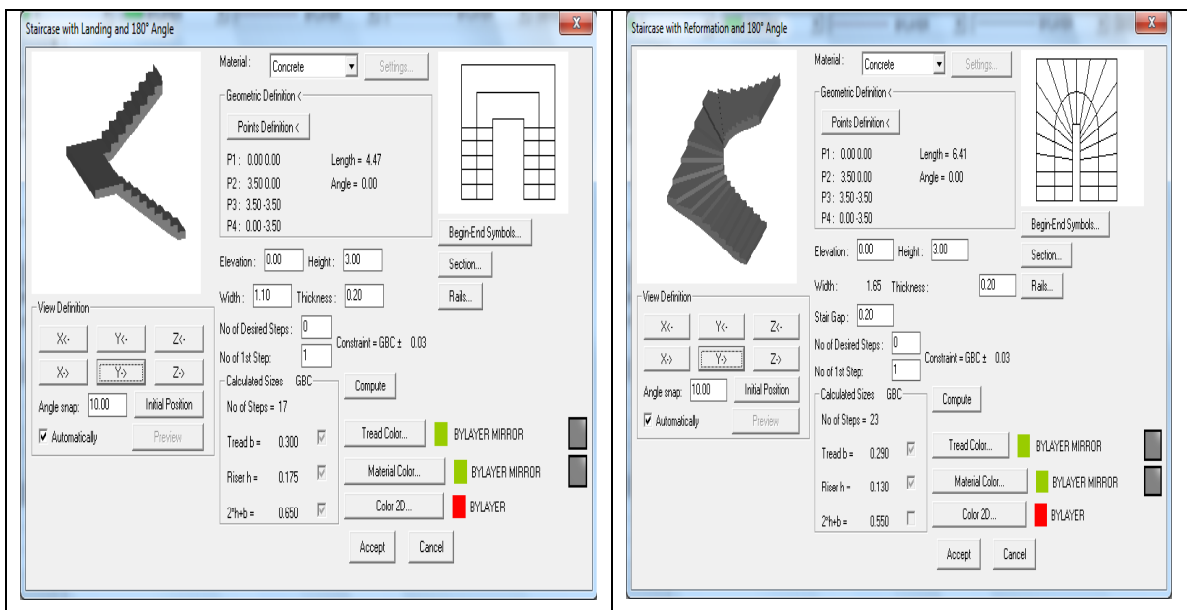 Staircase with Landing and 180° Angle
X
Material: Concrete Settings...
Geometric Definition <
Points Definition <
P1: 0.00 0.00 Length = 4.47
P2: 3.50 0.00 Angle = 0.00
P3: 3.50 -3.50
P4: 0.00 -3.50
Begin-End Symbols...
Elevation: 0.00 Height: 3.00 Section...
Width: 1.10 Thickness: 0.20 Rails...
View Definition
X<- Y<- Z<-
X-> Y-> Z->
Angle snap: 10.00 Initial Position
Automatically Preview
No of Desired Steps: 0
Constraint = GBC ± 0.03
No of 1st Step: 1
Calculated Sizes GBC Compute
No of Steps = 17
Tread b = 0.300 Tread Color... BYLAYER MIRROR
Riser h = 0.175 Material Color... BYLAYER MIRROR
2*h+b = 0.650 Color 2D... BYLAYER
Accept Cancel
Staircase with Reformation and 180° Angle
X
Material: Concrete Settings...
Geometric Definition <
Points Definition <
P1: 0.00 0.00 Length = 6.41
P2: 3.50 0.00 Angle = 0.00
P3: 3.50 -3.50
P4: 0.00 -3.50
Begin-End Symbols...
Elevation: 0.00 Height: 3.00 Section...
Width: 1.65 Thickness: 0.20 Rails...
View Definition
X<- Y<- Z<-
X-> Y-> Z->
Angle snap: 10.00 Initial Position
Automatically Preview
Stair Gap: 0.20
No of Desired Steps: 0
Constraint = GBC ± 0.03
No of 1st Step: 1
Calculated Sizes GBC Compute
No of Steps = 23
Tread b = 0.290 Tread Color... BYLAYER MIRROR
Riser h = 0.130 Material Color... BYLAYER MIRROR
2*h+b = 0.550 Color 2D... BYLAYER
Accept Cancel